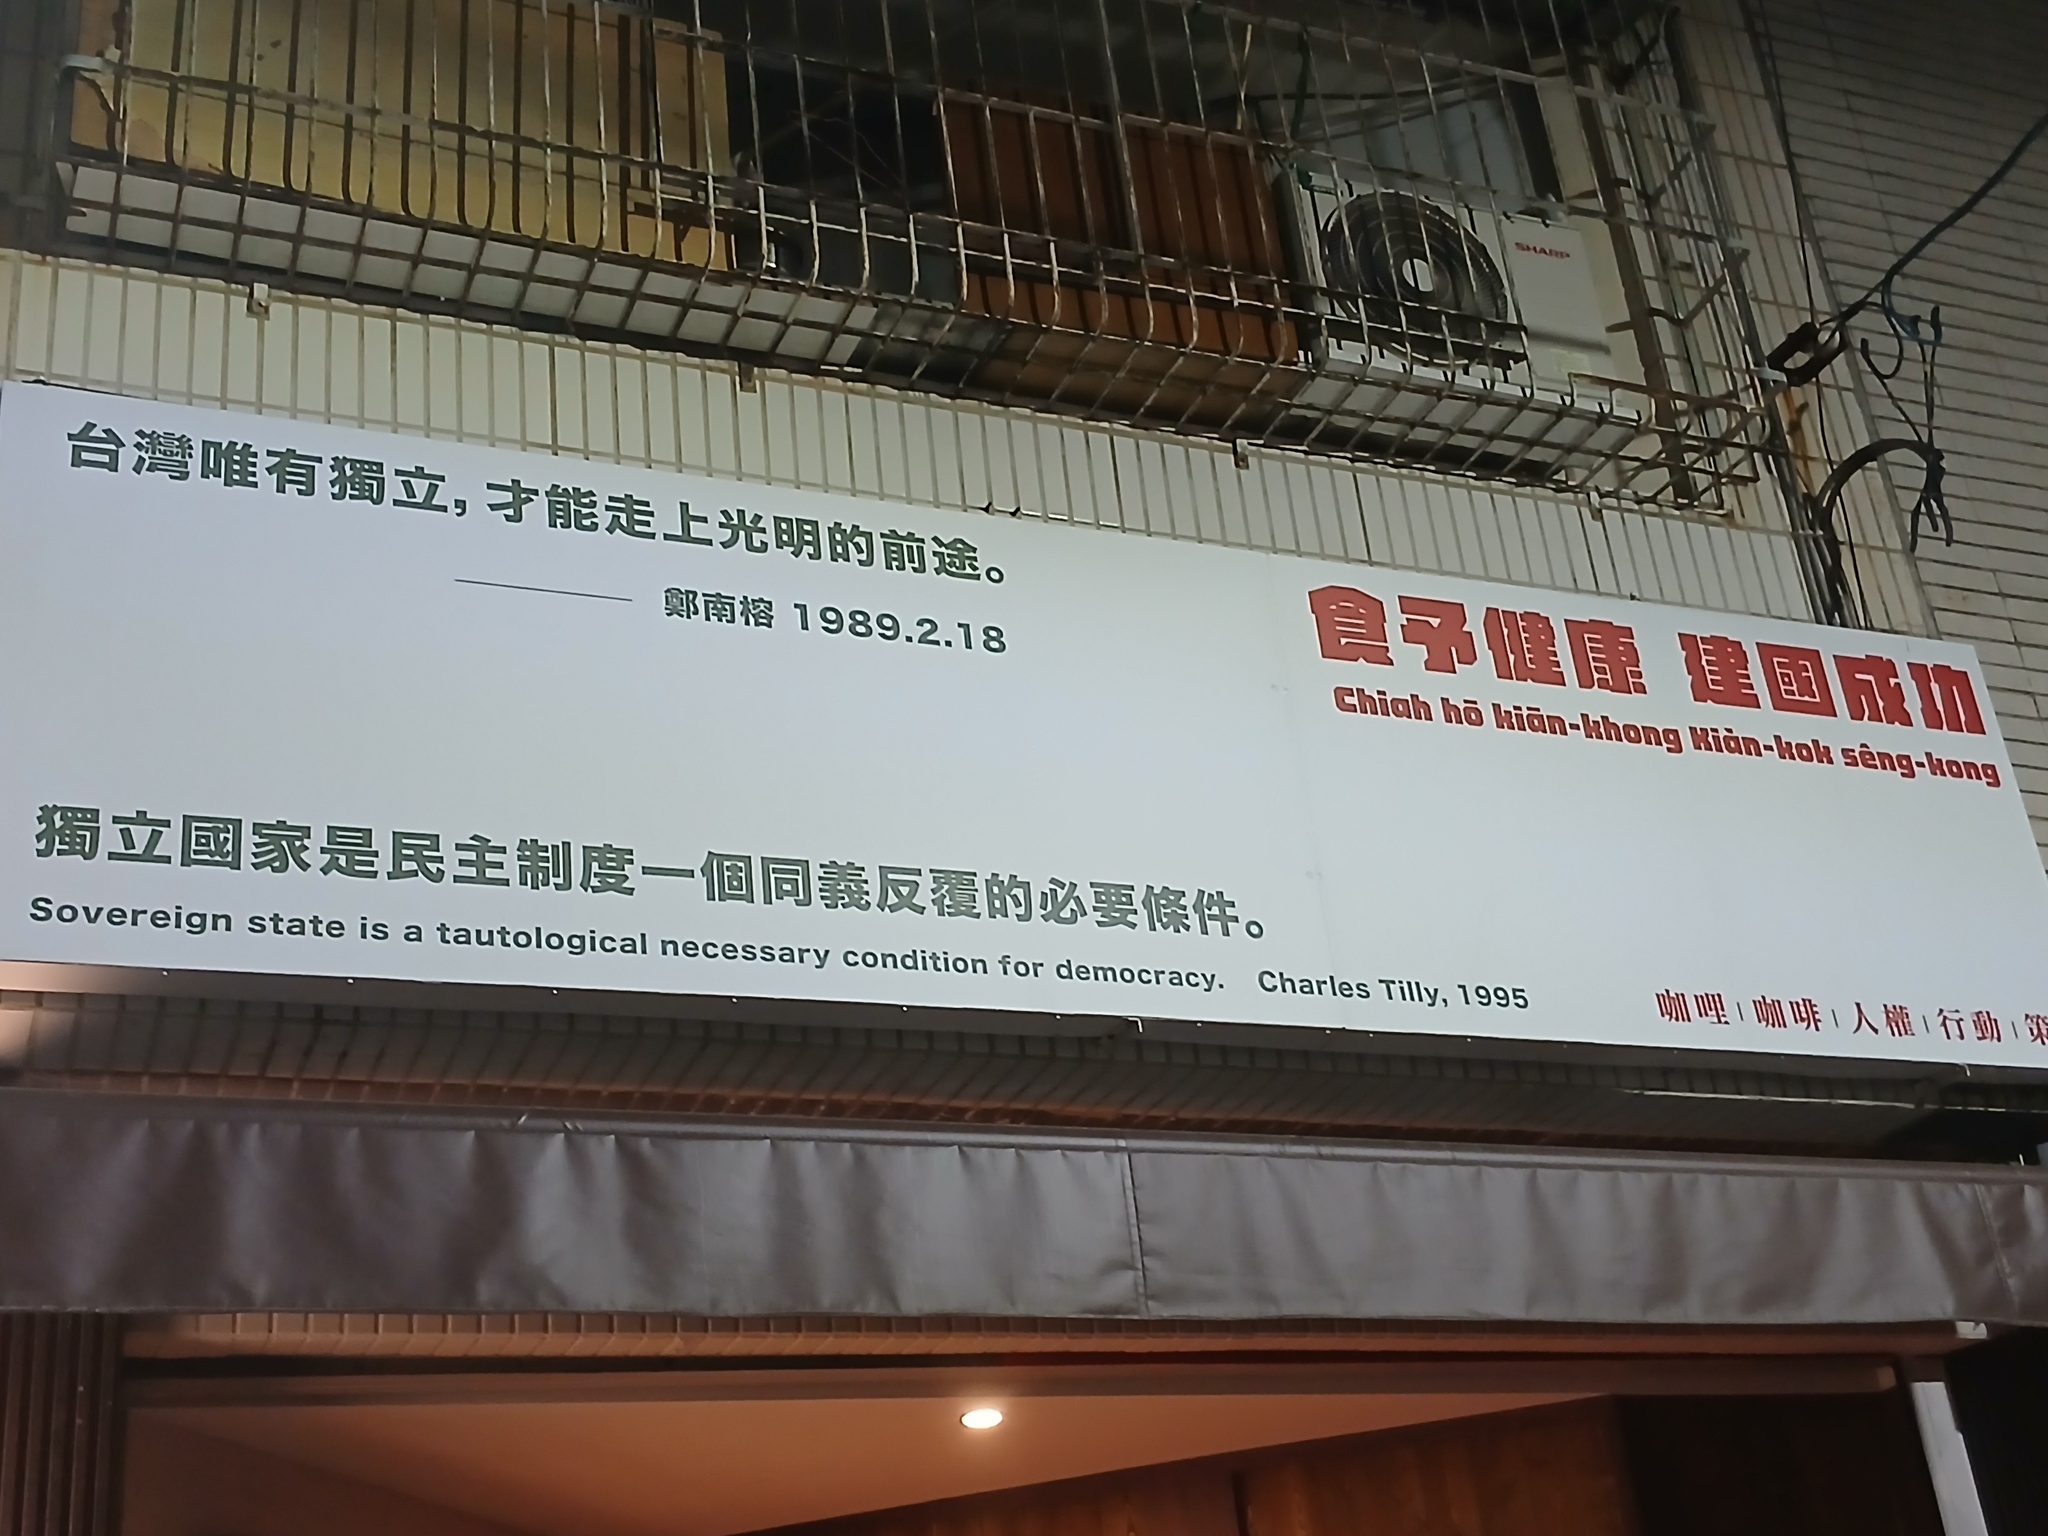 SHARP
台灣唯有獨立，才能走上光明的前途。
—— 鄭南榕 1989.2.18
食予健康 建國成功
Chiah hō kiān-khong Kiàn-kok sêng-kong
獨立國家是民主制度一個同義反覆的必要條件。
Sovereign state is a tautological necessary condition for democracy. Charles Tilly, 1995
咖哩 | 咖啡 | 人權 | 行動 |